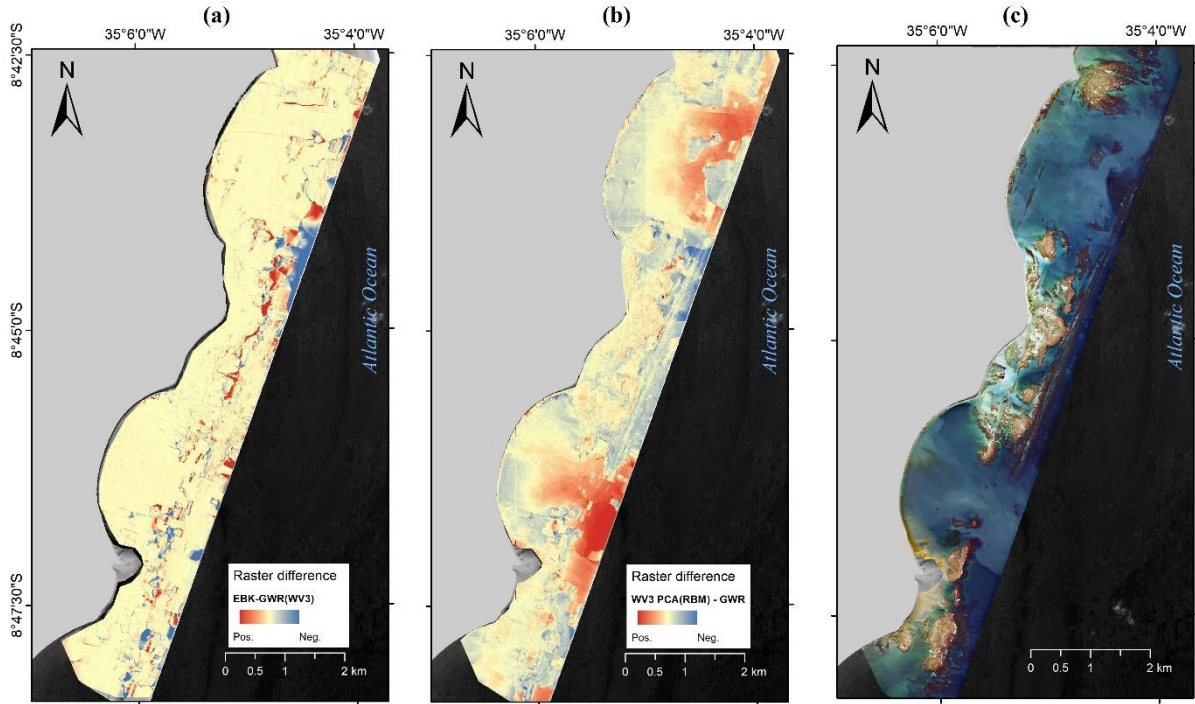 (a)
(b)
(c)
35°6'0"W
35°4'0"W
35°6'0"W
35°4'0"W
35°6'0"W
35°4'0"W
8°42'30"S
8°45'0"S
8°47'30"S
N
N
N
Atlantic Ocean
Atlantic Ocean
Atlantic Ocean
Raster difference
EBK-GWR(WV3)
Pos. Neg.
0 0.5 1 2 km
Raster difference
WV3 PCA(RBM) - GWR
Pos. Neg.
0 0.5 1 2 km
0 0.5 1 2 km